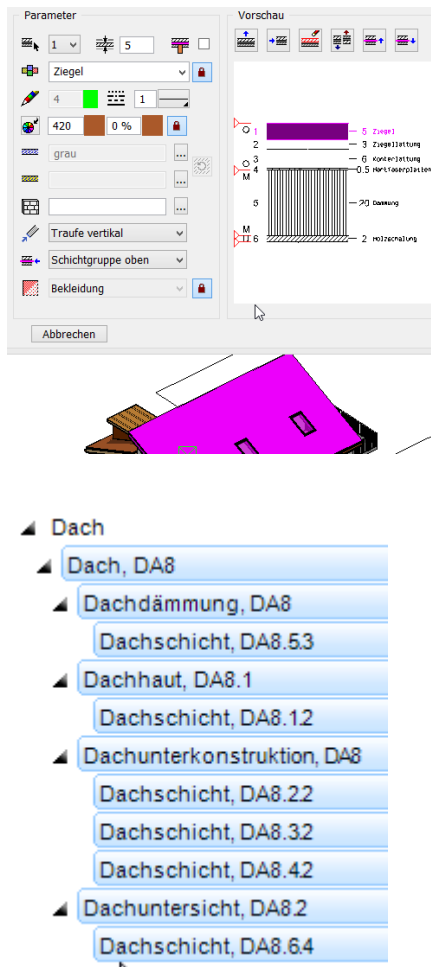 Parameter
1 5
Ziegel
4 1
420 0 %
grau
...
...
...
Traufe vertikal
Schichtgruppe oben
Bekleidung
Abbrechen
Vorschau
1 5 Ziegel
2 3 Ziegellattung
3 6 Konterlattung
4 0.5 Hartfaserplatten
M
5 20 Dämmung
M
6 2 Holzschalung
Dach
Dach, DA8
Dachdämmung, DA8
Dachschicht, DA8.5.3
Dachhaut, DA8.1
Dachschicht, DA8.1.2
Dachunterkonstruktion, DA8
Dachschicht, DA8.2.2
Dachschicht, DA8.3.2
Dachschicht, DA8.4.2
Dachuntersicht, DA8.2
Dachschicht, DA8.6.4